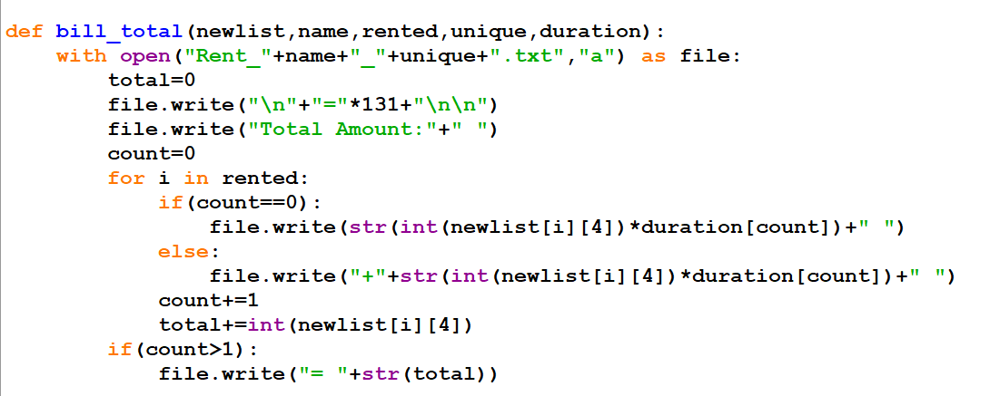 def bill_total(newlist,name,rented,unique,duration):
    with open("Rent_"+name+"_"+unique+".txt","a") as file:
        total=0
        file.write("\n"+"="*131+"\n\n")
        file.write("Total Amount:"+" ")
        count=0
        for i in rented:
            if(count==0):
                file.write(str(int(newlist[i][4])*duration[count])+" ")
            else:
                file.write("+"+str(int(newlist[i][4])*duration[count])+" ")
            count+=1
            total+=int(newlist[i][4])
        if(count>1):
            file.write("= "+str(total))